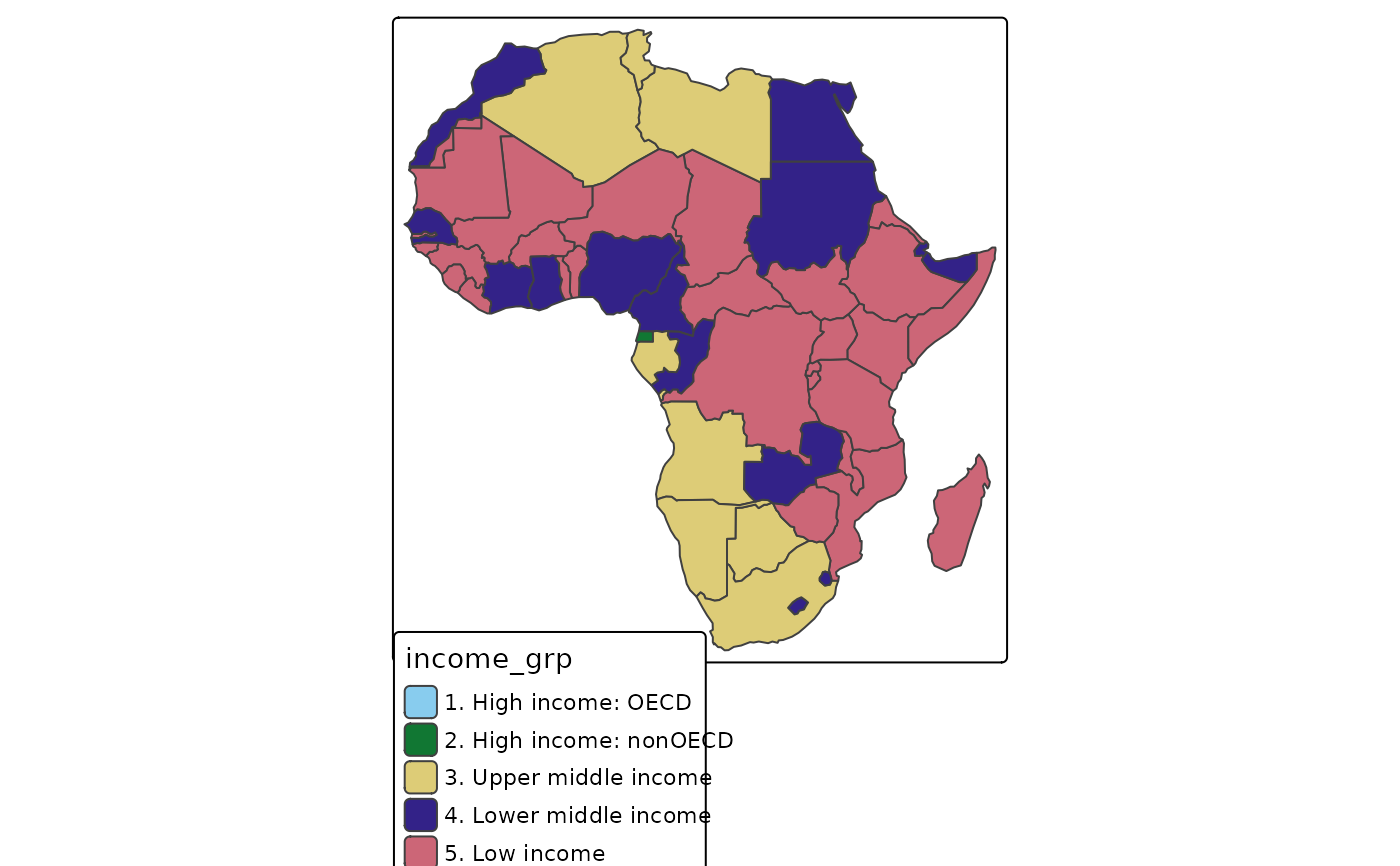 income_grp
1. High income: OECD
2. High income: nonOECD
3. Upper middle income
4. Lower middle income
5. Low income